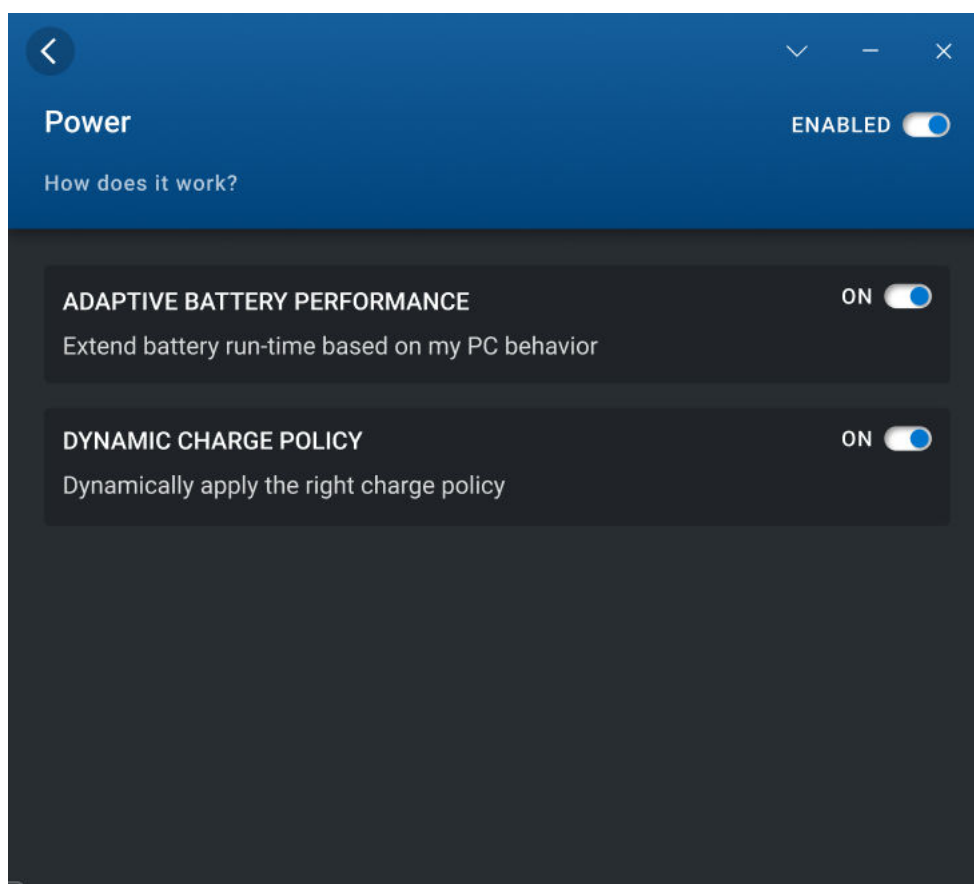 Power
ENABLED
How does it work?
ADAPTIVE BATTERY PERFORMANCE
ON
Extend battery run-time based on my PC behavior
DYNAMIC CHARGE POLICY
ON
Dynamically apply the right charge policy